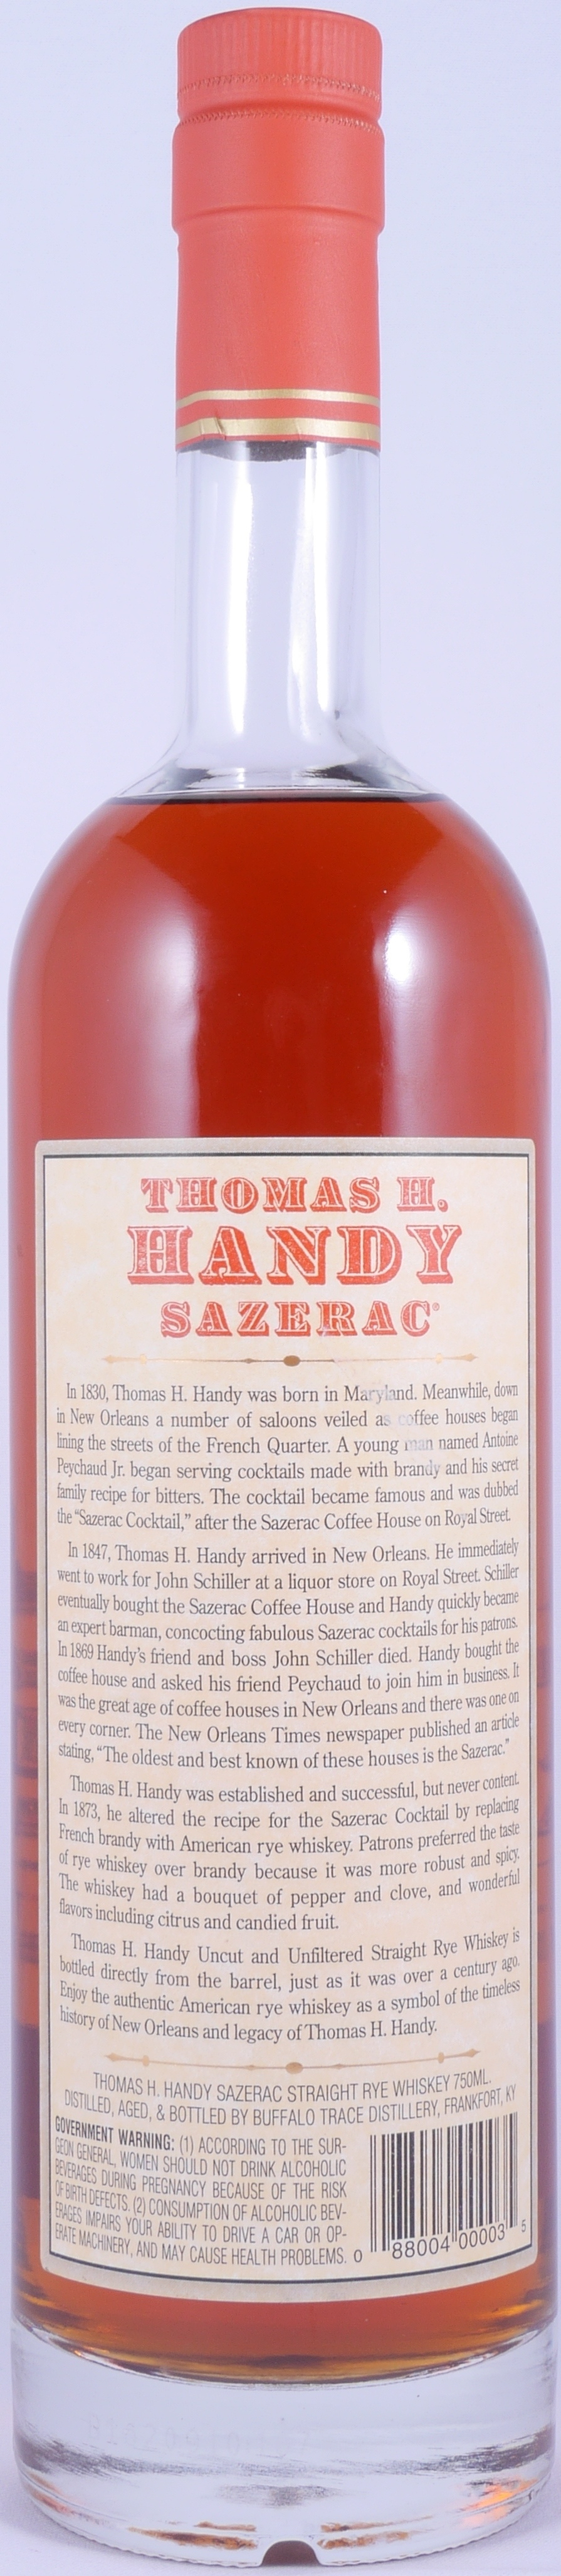 THOMAS H.
HANDY
SAZERAC®
In 1830, Thomas H. Handy was born in Maryland. Meanwhile, down
in New Orleans a number of saloons veiled as coffee houses began
lining the streets of the French Quarter. A young man named Antoine
Peychaud Jr. began serving cocktails made with brandy and his secret
family recipe for bitters. The cocktail became famous and was dubbed
the “Sazerac Cocktail,” after the Sazerac Coffee House on Royal Street.
In 1847, Thomas H. Handy arrived in New Orleans. He immediately
went to work for John Schiller at a liquor store on Royal Street. Schiller
eventually bought the Sazerac Coffee House and Handy quickly became
an expert barman, concocting fabulous Sazerac cocktails for his patrons.
In 1869 Handy’s friend and boss John Schiller died. Handy bought the
coffee house and asked his friend Peychaud to join him in business. It
was the great age of coffee houses in New Orleans and there was one on
every corner. The New Orleans Times newspaper published an article
stating, “The oldest and best known of these houses is the Sazerac.”
Thomas H. Handy was established and successful, but never content.
In 1873, he altered the recipe for the Sazerac Cocktail by replacing
French brandy with American rye whiskey. Patrons preferred the taste
of rye whiskey over brandy because it was more robust and spicy.
The whiskey had a bouquet of pepper and clove, and wonderful
flavors including citrus and candied fruit.
Thomas H. Handy Uncut and Unfiltered Straight Rye Whiskey is
bottled directly from the barrel, just as it was over a century ago.
Enjoy the authentic American rye whiskey as a symbol of the timeless
history of New Orleans and legacy of Thomas H. Handy.
THOMAS H. HANDY SAZERAC STRAIGHT RYE WHISKEY 750ML.
DISTILLED, AGED, & BOTTLED BY BUFFALO TRACE DISTILLERY, FRANKFORT, KY
GOVERNMENT WARNING: (1) ACCORDING TO THE SUR-
GEON GENERAL, WOMEN SHOULD NOT DRINK ALCOHOLIC
BEVERAGES DURING PREGNANCY BECAUSE OF THE RISK
OF BIRTH DEFECTS. (2) CONSUMPTION OF ALCOHOLIC BEV-
ERAGES IMPAIRS YOUR ABILITY TO DRIVE A CAR OR OP-
ERATE MACHINERY, AND MAY CAUSE HEALTH PROBLEMS.
0 88004 00003 5